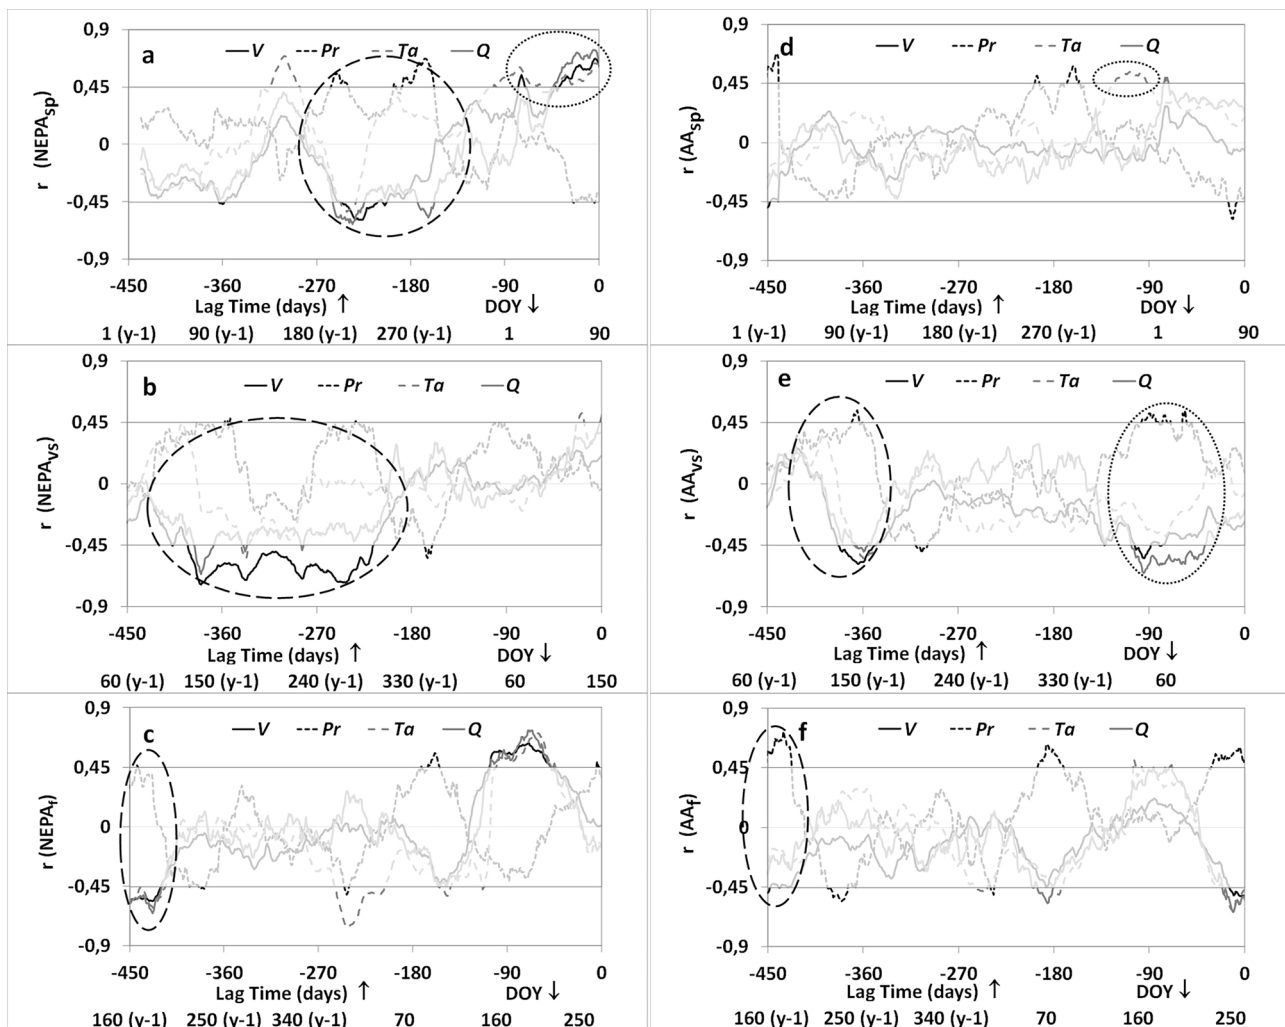 a
V Pr Ta Q
r (NEPAsp)
0,9
0,45
0
-0,45
-0,9
-450 -360 -270 -180 -90 0
Lag Time (days) ↑ DOY ↓
1 (y-1) 90 (y-1) 180 (y-1) 270 (y-1) 1 90
d
V Pr Ta Q
r (AAsp)
0,9
0,45
0
-0,45
-0,9
-450 -360 -270 -180 -90 0
Lag Time (days) ↑ DOY ↓
1 (y-1) 90 (y-1) 180 (y-1) 270 (y-1) 1 90
b
V Pr Ta Q
r (NEPAvs)
0,9
0,45
0
-0,45
-0,9
-450 -360 -270 -180 -90 0
Lag Time (days) ↑ DOY ↓
60 (y-1) 150 (y-1) 240 (y-1) 330 (y-1) 60 150
e
V Pr Ta Q
r (AAvs)
0,9
0,45
0
-0,45
-0,9
-450 -360 -270 -180 -90 0
Lag Time (days) ↑ DOY ↓
60 (y-1) 150 (y-1) 240 (y-1) 330 (y-1) 60
c
V Pr Ta Q
r (NEPAf)
0,9
0,45
0
-0,45
-0,9
-450 -360 -270 -180 -90 0
Lag Time (days) ↑ DOY ↓
160 (y-1) 250 (y-1) 340 (y-1) 70 160 250
f
V Pr Ta Q
r (AAf)
0,9
0,45
0
-0,45
-0,9
-450 -360 -270 -180 -90 0
Lag Time (days) ↑ DOY ↓
160 (y-1) 250 (y-1) 340 (y-1) 70 160 250